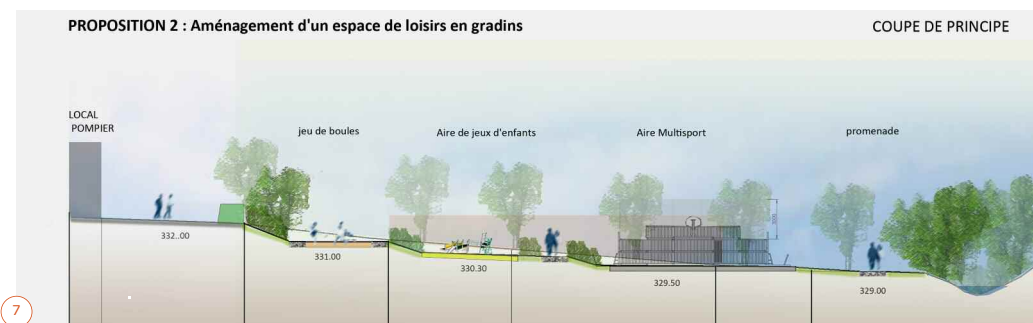 PROPOSITION 2 : Aménagement d'un espace de loisirs en gradins
COUPE DE PRINCIPE
LOCAL
POMPIER
jeu de boules
Aire de jeux d'enfants
Aire Multisport
promenade
332..00
331.00
330.30
329.50
329.00
7